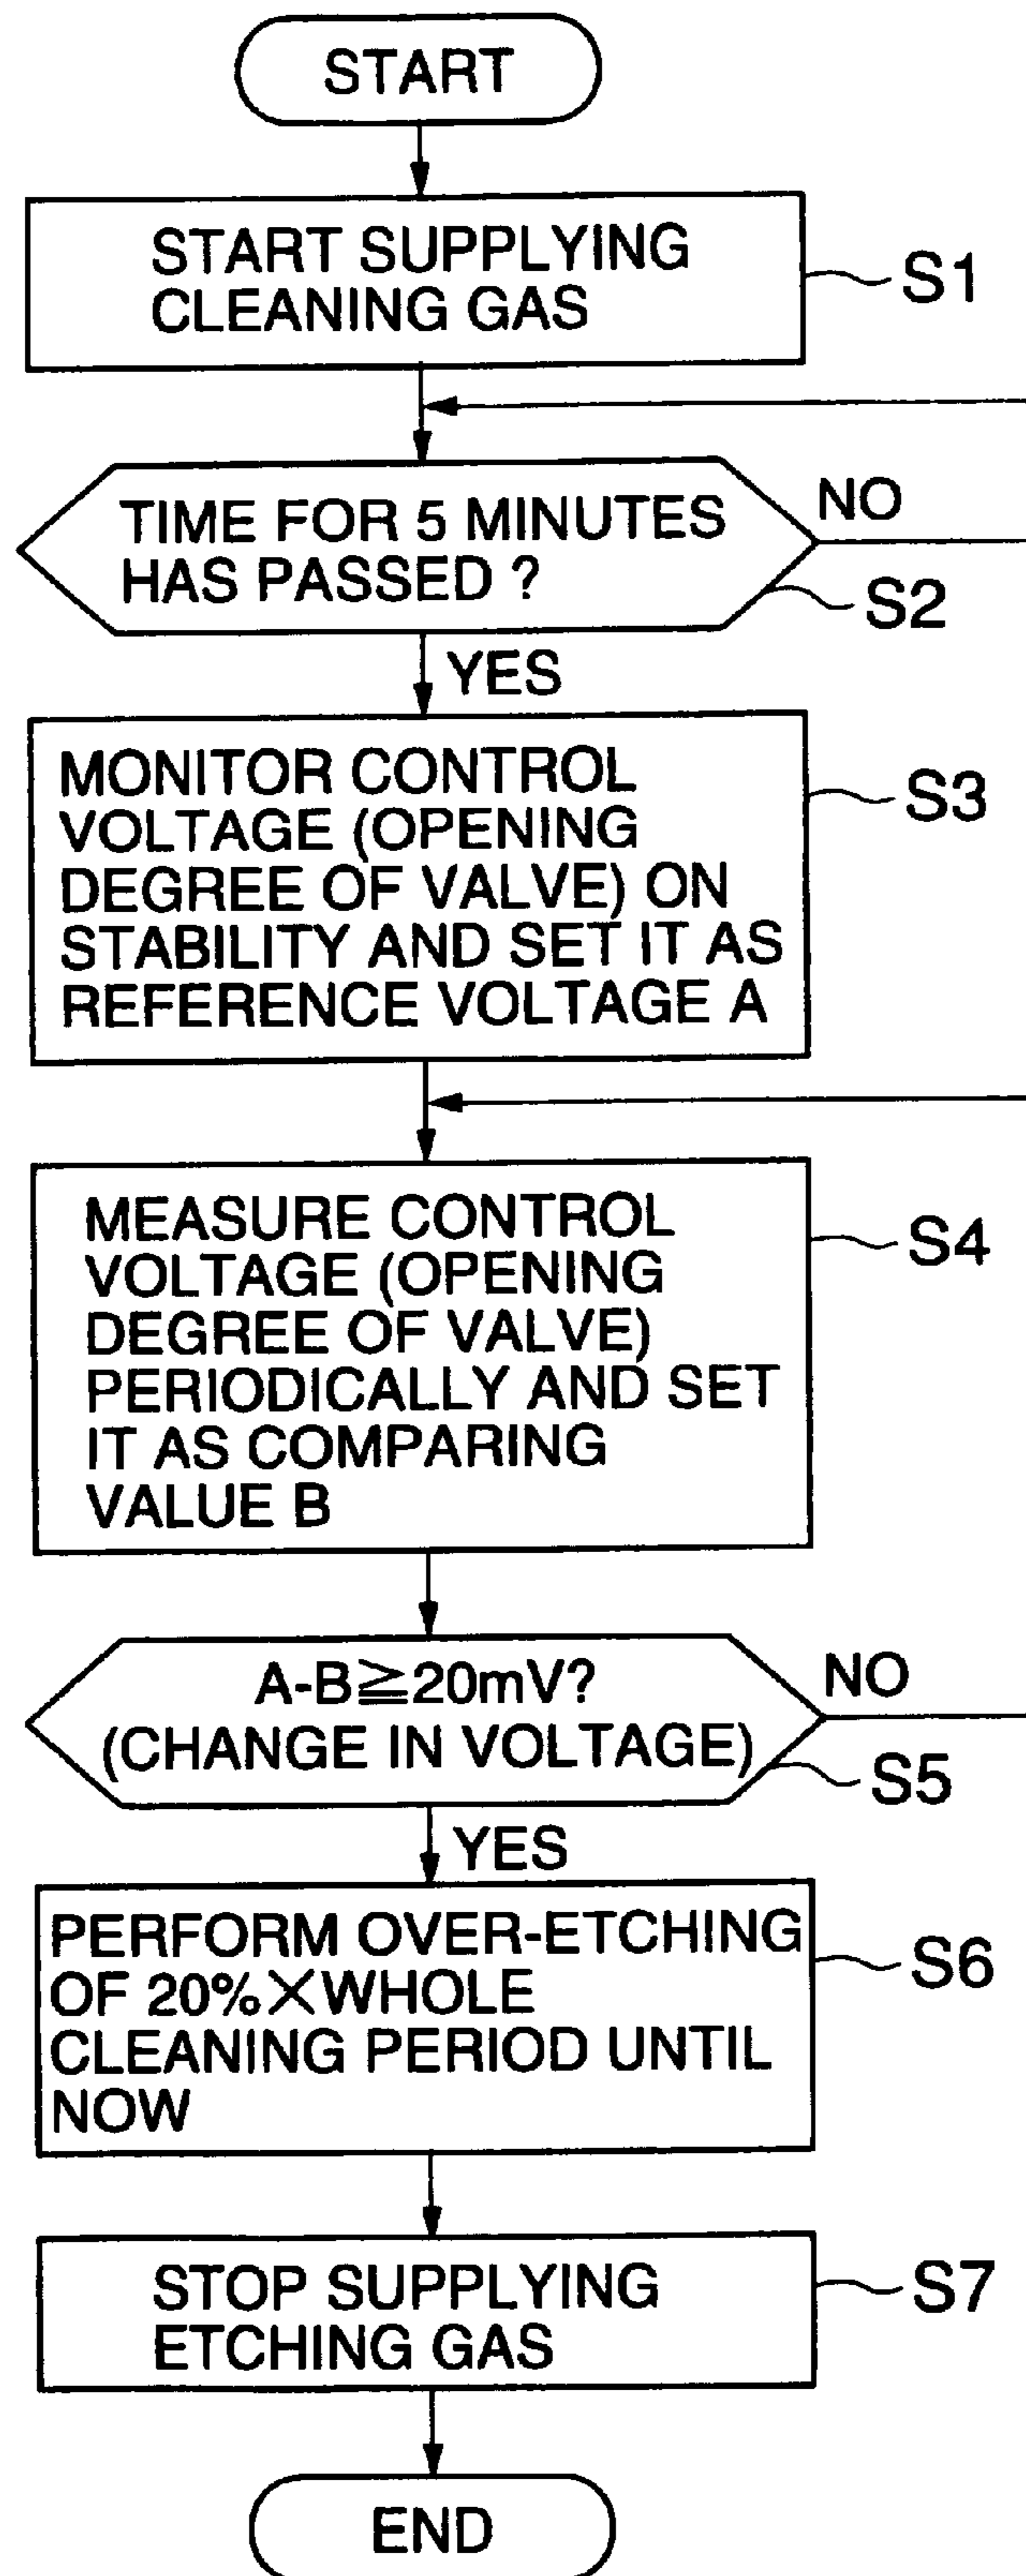 START
START SUPPLYING
CLEANING GAS
S1
TIME FOR 5 MINUTES
HAS PASSED ?
NO
S2
YES
MONITOR CONTROL
VOLTAGE (OPENING
DEGREE OF VALVE) ON
STABILITY AND SET IT AS
REFERENCE VOLTAGE A
S3
MEASURE CONTROL
VOLTAGE (OPENING
DEGREE OF VALVE)
PERIODICALLY AND SET
IT AS COMPARING
VALUE B
S4
A-B≧20mV?
(CHANGE IN VOLTAGE)
NO
S5
YES
PERFORM OVER-ETCHING
OF 20%×WHOLE
CLEANING PERIOD UNTIL
NOW
S6
STOP SUPPLYING
ETCHING GAS
S7
END